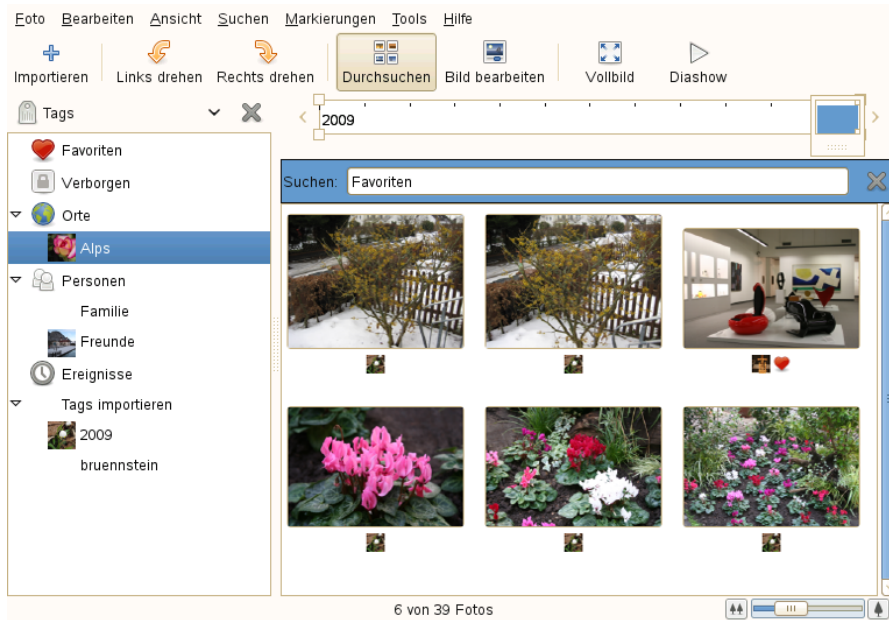 Foto Bearbeiten Ansicht Suchen Markierungen Tools Hilfe
Importieren Links drehen Rechts drehen Durchsuchen Bild bearbeiten Vollbild Diashow
Tags
2009
Favoriten
Verborgen
Orte
Alps
Personen
Familie
Freunde
Ereignisse
Tags importieren
2009
bruennstein
Suchen: Favoriten
6 von 39 Fotos